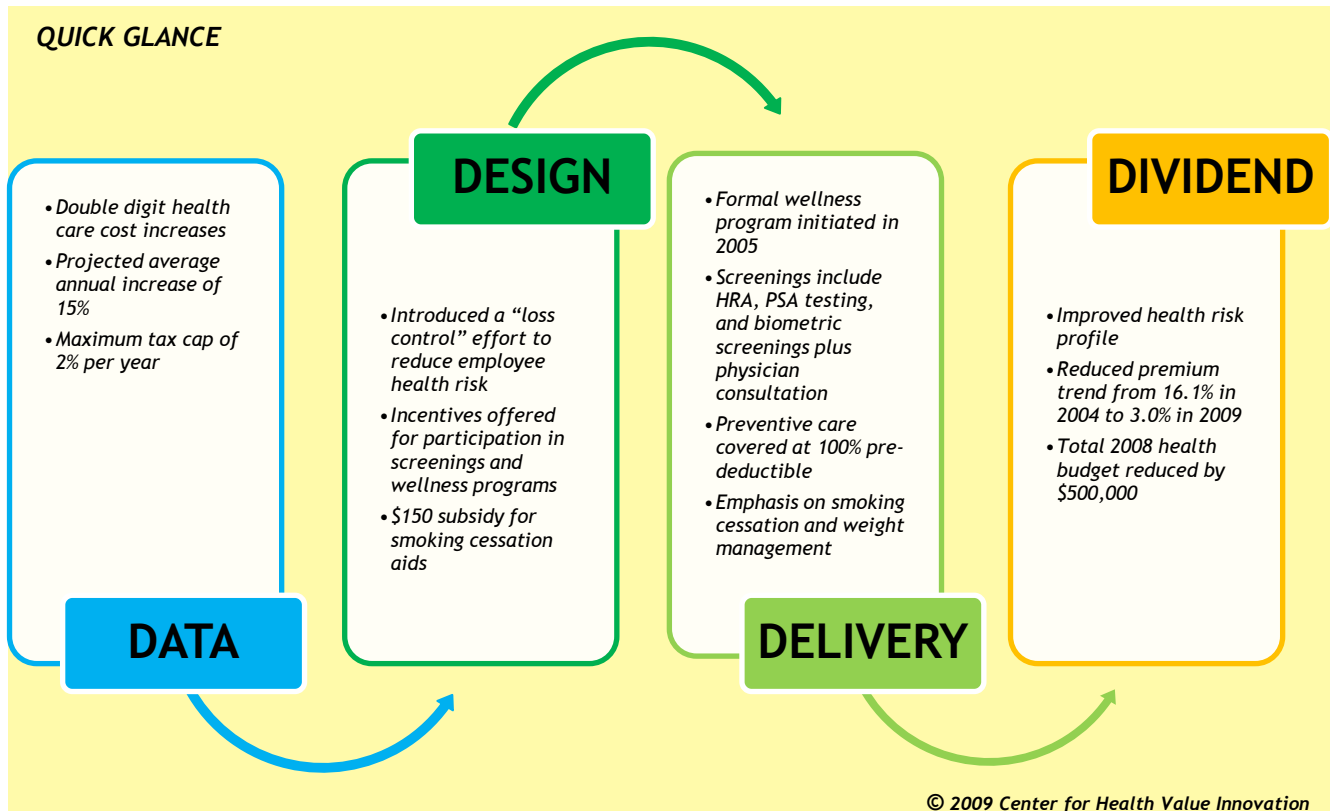 QUICK GLANCE
• Double digit health
care cost increases
• Projected average
annual increase of
15%
• Maximum tax cap of
2% per year
DATA
DESIGN
• Introduced a “loss
control” effort to
reduce employee
health risk
• Incentives offered
for participation in
screenings and
wellness programs
• $150 subsidy for
smoking cessation
aids
• Formal wellness
program initiated in
2005
• Screenings include
HRA, PSA testing,
and biometric
screenings plus
physician
consultation
• Preventive care
covered at 100% pre-
deductible
• Emphasis on smoking
cessation and weight
management
DELIVERY
DIVIDEND
• Improved health risk
profile
• Reduced premium
trend from 16.1% in
2004 to 3.0% in 2009
• Total 2008 health
budget reduced by
$500,000
© 2009 Center for Health Value Innovation